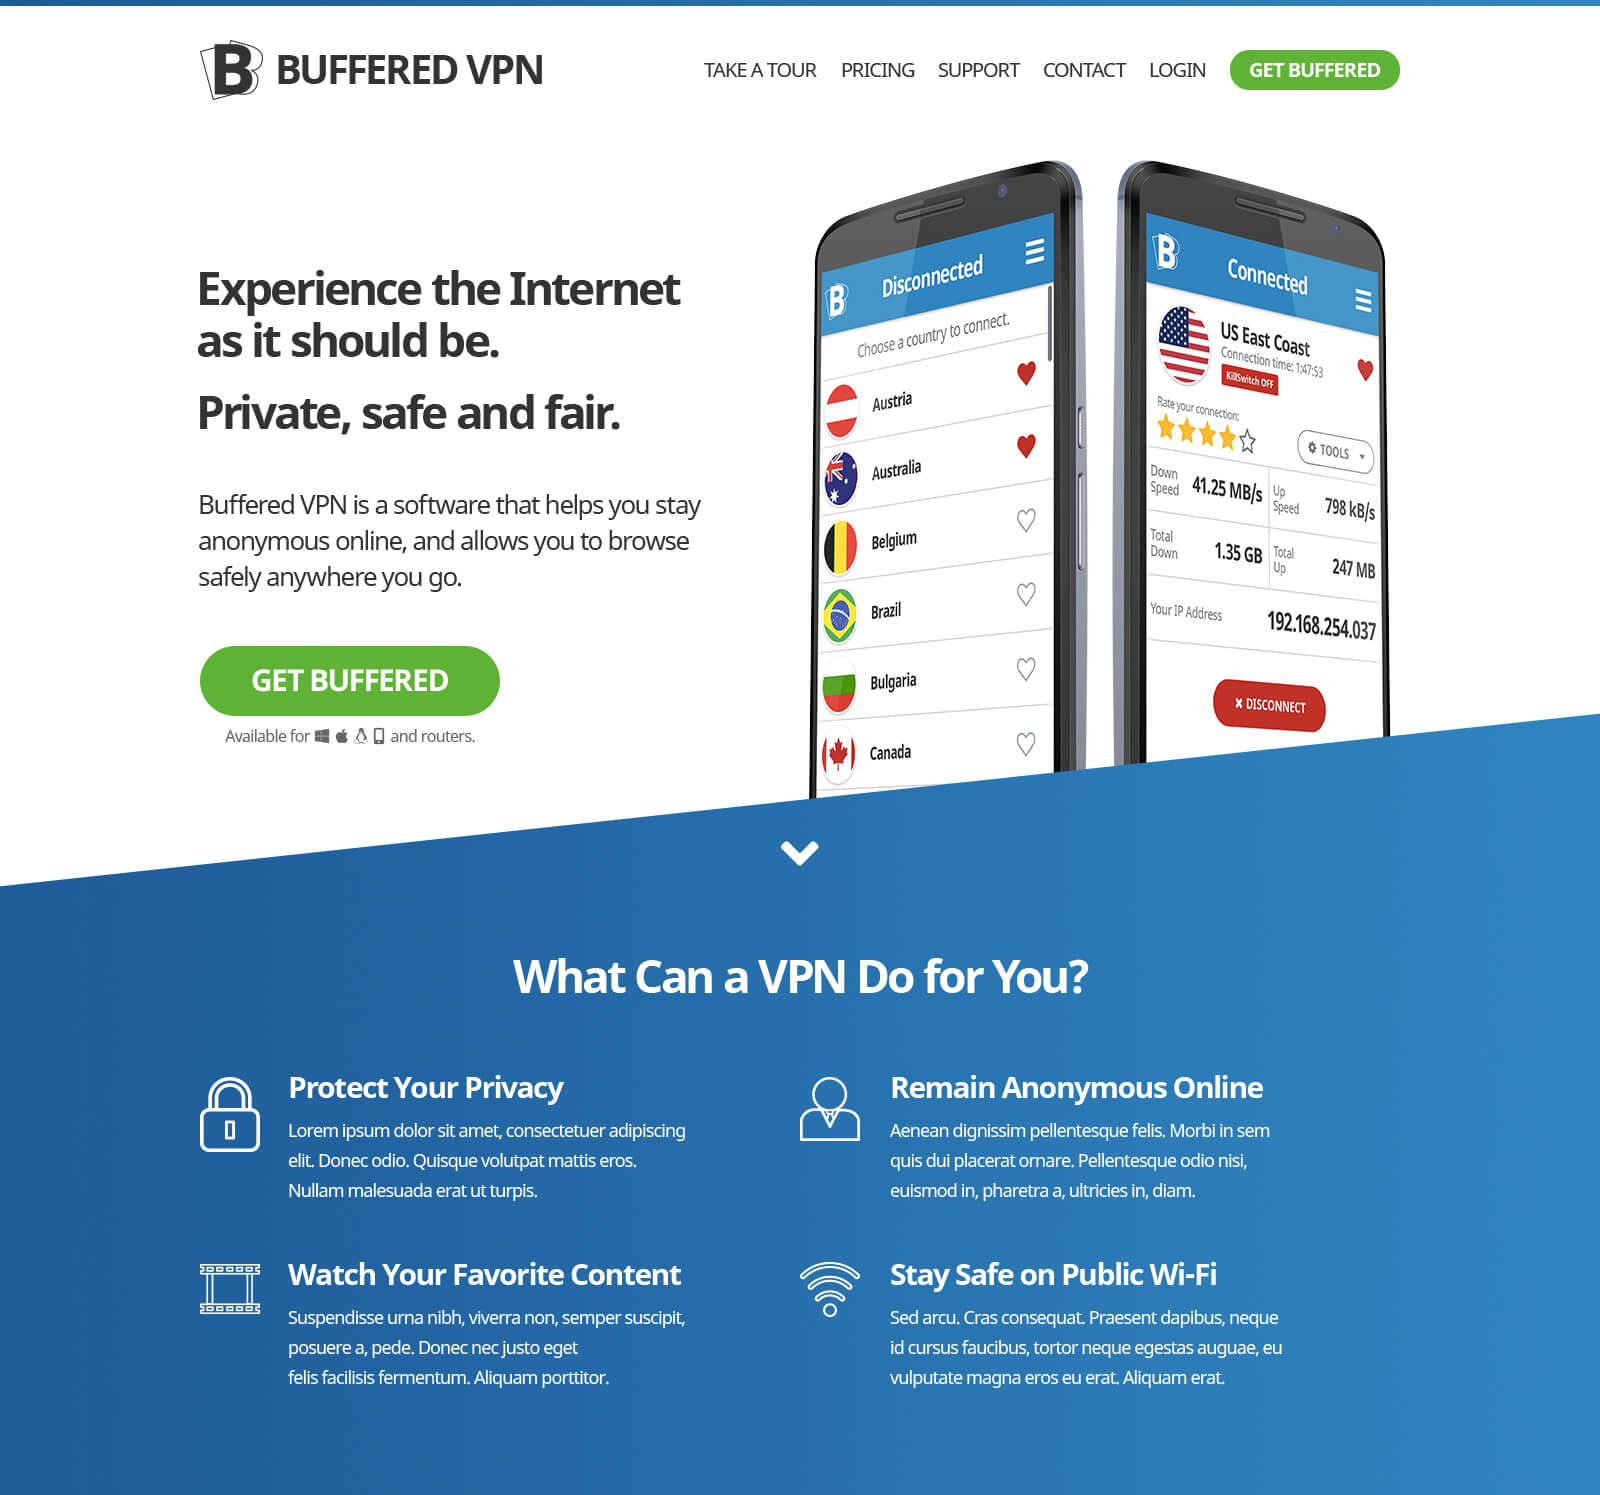 B BUFFERED VPN
TAKE A TOUR PRICING SUPPORT CONTACT LOGIN GET BUFFERED
Experience the Internet
as it should be.
Private, safe and fair.
Buffered VPN is a software that helps you stay
anonymous online, and allows you to browse
safely anywhere you go.
GET BUFFERED
Available for and routers.
B Disconnected
Choose a country to connect.
Austria
Australia
Belgium
Brazil
Bulgaria
Canada
B Connected
US East Coast
Connection time: 1:47:53
KillSwitch OFF
Rate your connection:
TOOLS
Down
Speed
41.25 MB/s
Up
Speed
798 kB/s
Total
Down
1.35 GB
Total
Up
247 MB
Your IP Address 192.168.254.037
DISCONNECT
What Can a VPN Do for You?
Protect Your Privacy
Lorem ipsum dolor sit amet, consectetuer adipiscing
elit. Donec odio. Quisque volutpat mattis eros.
Nullam malesuada erat ut turpis.
Remain Anonymous Online
Aenean dignissim pellentesque felis. Morbi in sem
quis dui placerat ornare. Pellentesque odio nisi,
euismod in, pharetra a, ultricies in, diam.
Watch Your Favorite Content
Suspendisse urna nibh, viverra non, semper suscipit,
posuere a, pede. Donec nec justo eget
felis facilisis fermentum. Aliquam porttitor.
Stay Safe on Public Wi-Fi
Sed arcu. Cras consequat. Praesent dapibus, neque
id cursus faucibus, tortor neque egestas auguae, eu
vulputate magna eros eu erat. Aliquam erat.